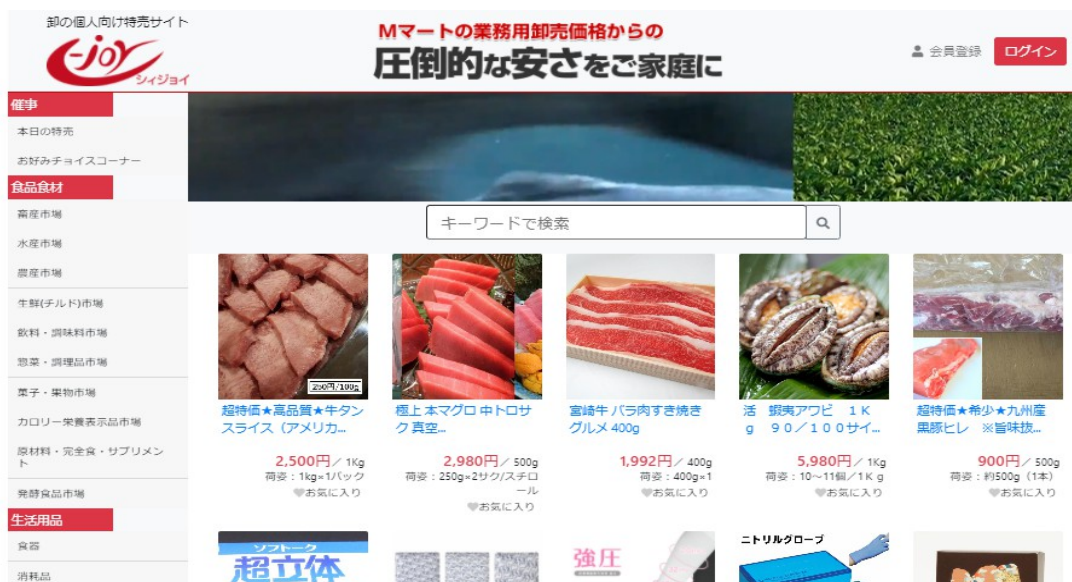 卸の個人向け特売サイト
c-joy
シィジョイ
Mマートの業務用卸売価格からの
圧倒的な安さをご家庭に
会員登録
ログイン
催事
本日の特売
お好みチョイスコーナー
食品食材
畜産市場
水産市場
農産市場
生鮮(チルド)市場
飲料・調味料市場
惣菜・調理品市場
菓子・果物市場
カロリー栄養表示品市場
原材料・完全食・サプリメン
ト
発酵食品市場
生活用品
食器
消耗品
キーワードで検索
250円/100g
超特価★高品質★牛タン
スライス（アメリカ...
2,500円／ 1Kg
荷姿：1kg×1パック
お気に入り
極上 本マグロ 中トロサ
ク 真空...
2,980円／ 500g
荷姿：250g×2サク/スチロ
ール
お気に入り
宮崎牛 バラ肉すき焼き
グルメ 400g
1,992円／ 400g
荷姿：400g×1
お気に入り
活　蝦夷アワビ　１Ｋ
ｇ　９０／１００サイ...
5,980円／ 1Kg
荷姿：10～11個／1Ｋｇ
お気に入り
超特価★希少★九州産
黒豚ヒレ　※旨味抜...
900円／ 500g
荷姿：約500g（1本）
お気に入り
ソフトーク
超立体
強圧
ニトリルグローブ